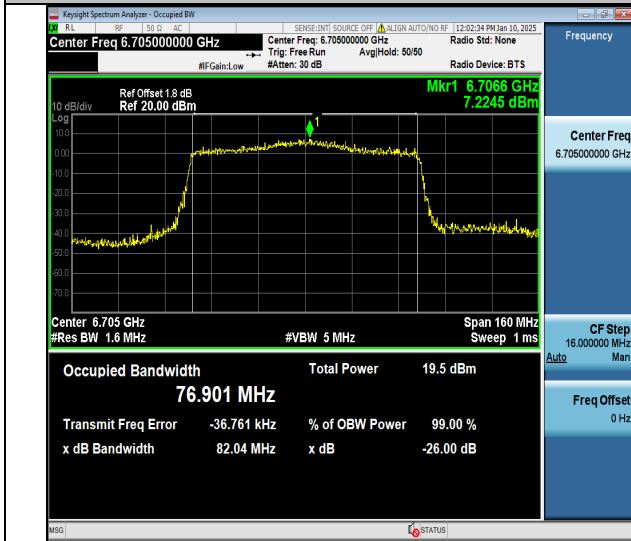 Keysight Spectrum Analyzer - Occupied BW
RL RF 50 Ω AC SENSE:INT SOURCE OFF ALIGN AUTO/NO RF 12:02:34 PM Jan 10, 2025
Center Freq 6.705000000 GHz Center Freq: 6.705000000 GHz Radio Std: None
Trig: Free Run Avg|Hold: 50/50
#IFGain:Low #Atten: 30 dB Radio Device: BTS
Frequency
Ref Offset 1.8 dB
10 dB/div Ref 20.00 dBm
Mkr1 6.7066 GHz
7.2245 dBm
Log
1
10.0
0.00
-10.0
-20.0
-30.0
-40.0
-50.0
-60.0
-70.0
Center 6.705 GHz Span 160 MHz
#Res BW 1.6 MHz #VBW 5 MHz Sweep 1 ms
Occupied Bandwidth Total Power 19.5 dBm
76.901 MHz
Transmit Freq Error -36.761 kHz % of OBW Power 99.00 %
x dB Bandwidth 82.04 MHz x dB -26.00 dB
Center Freq
6.705000000 GHz
CF Step
16.000000 MHz
Auto Man
Freq Offset
0 Hz
MSG STATUS